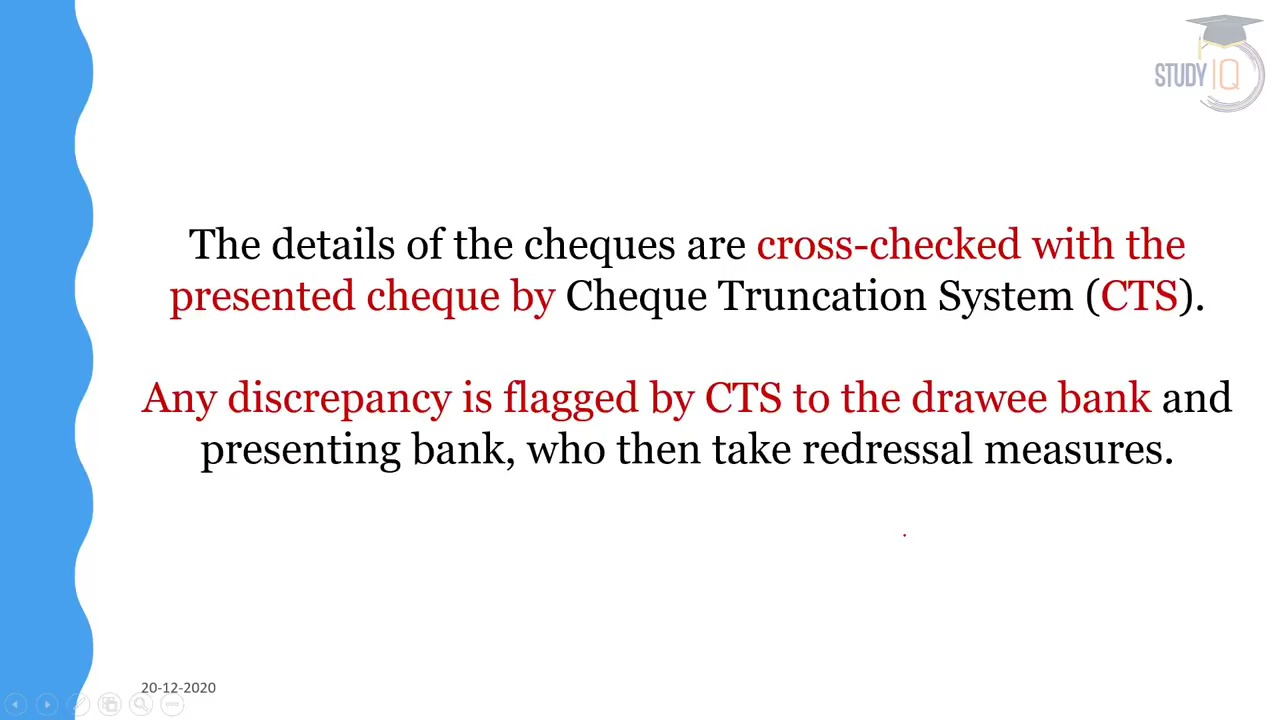 STUDY IQ
The details of the cheques are cross-checked with the
presented cheque by Cheque Truncation System (CTS).
Any discrepancy is flagged by CTS to the drawee bank and
presenting bank, who then take redressal measures.
20-12-2020